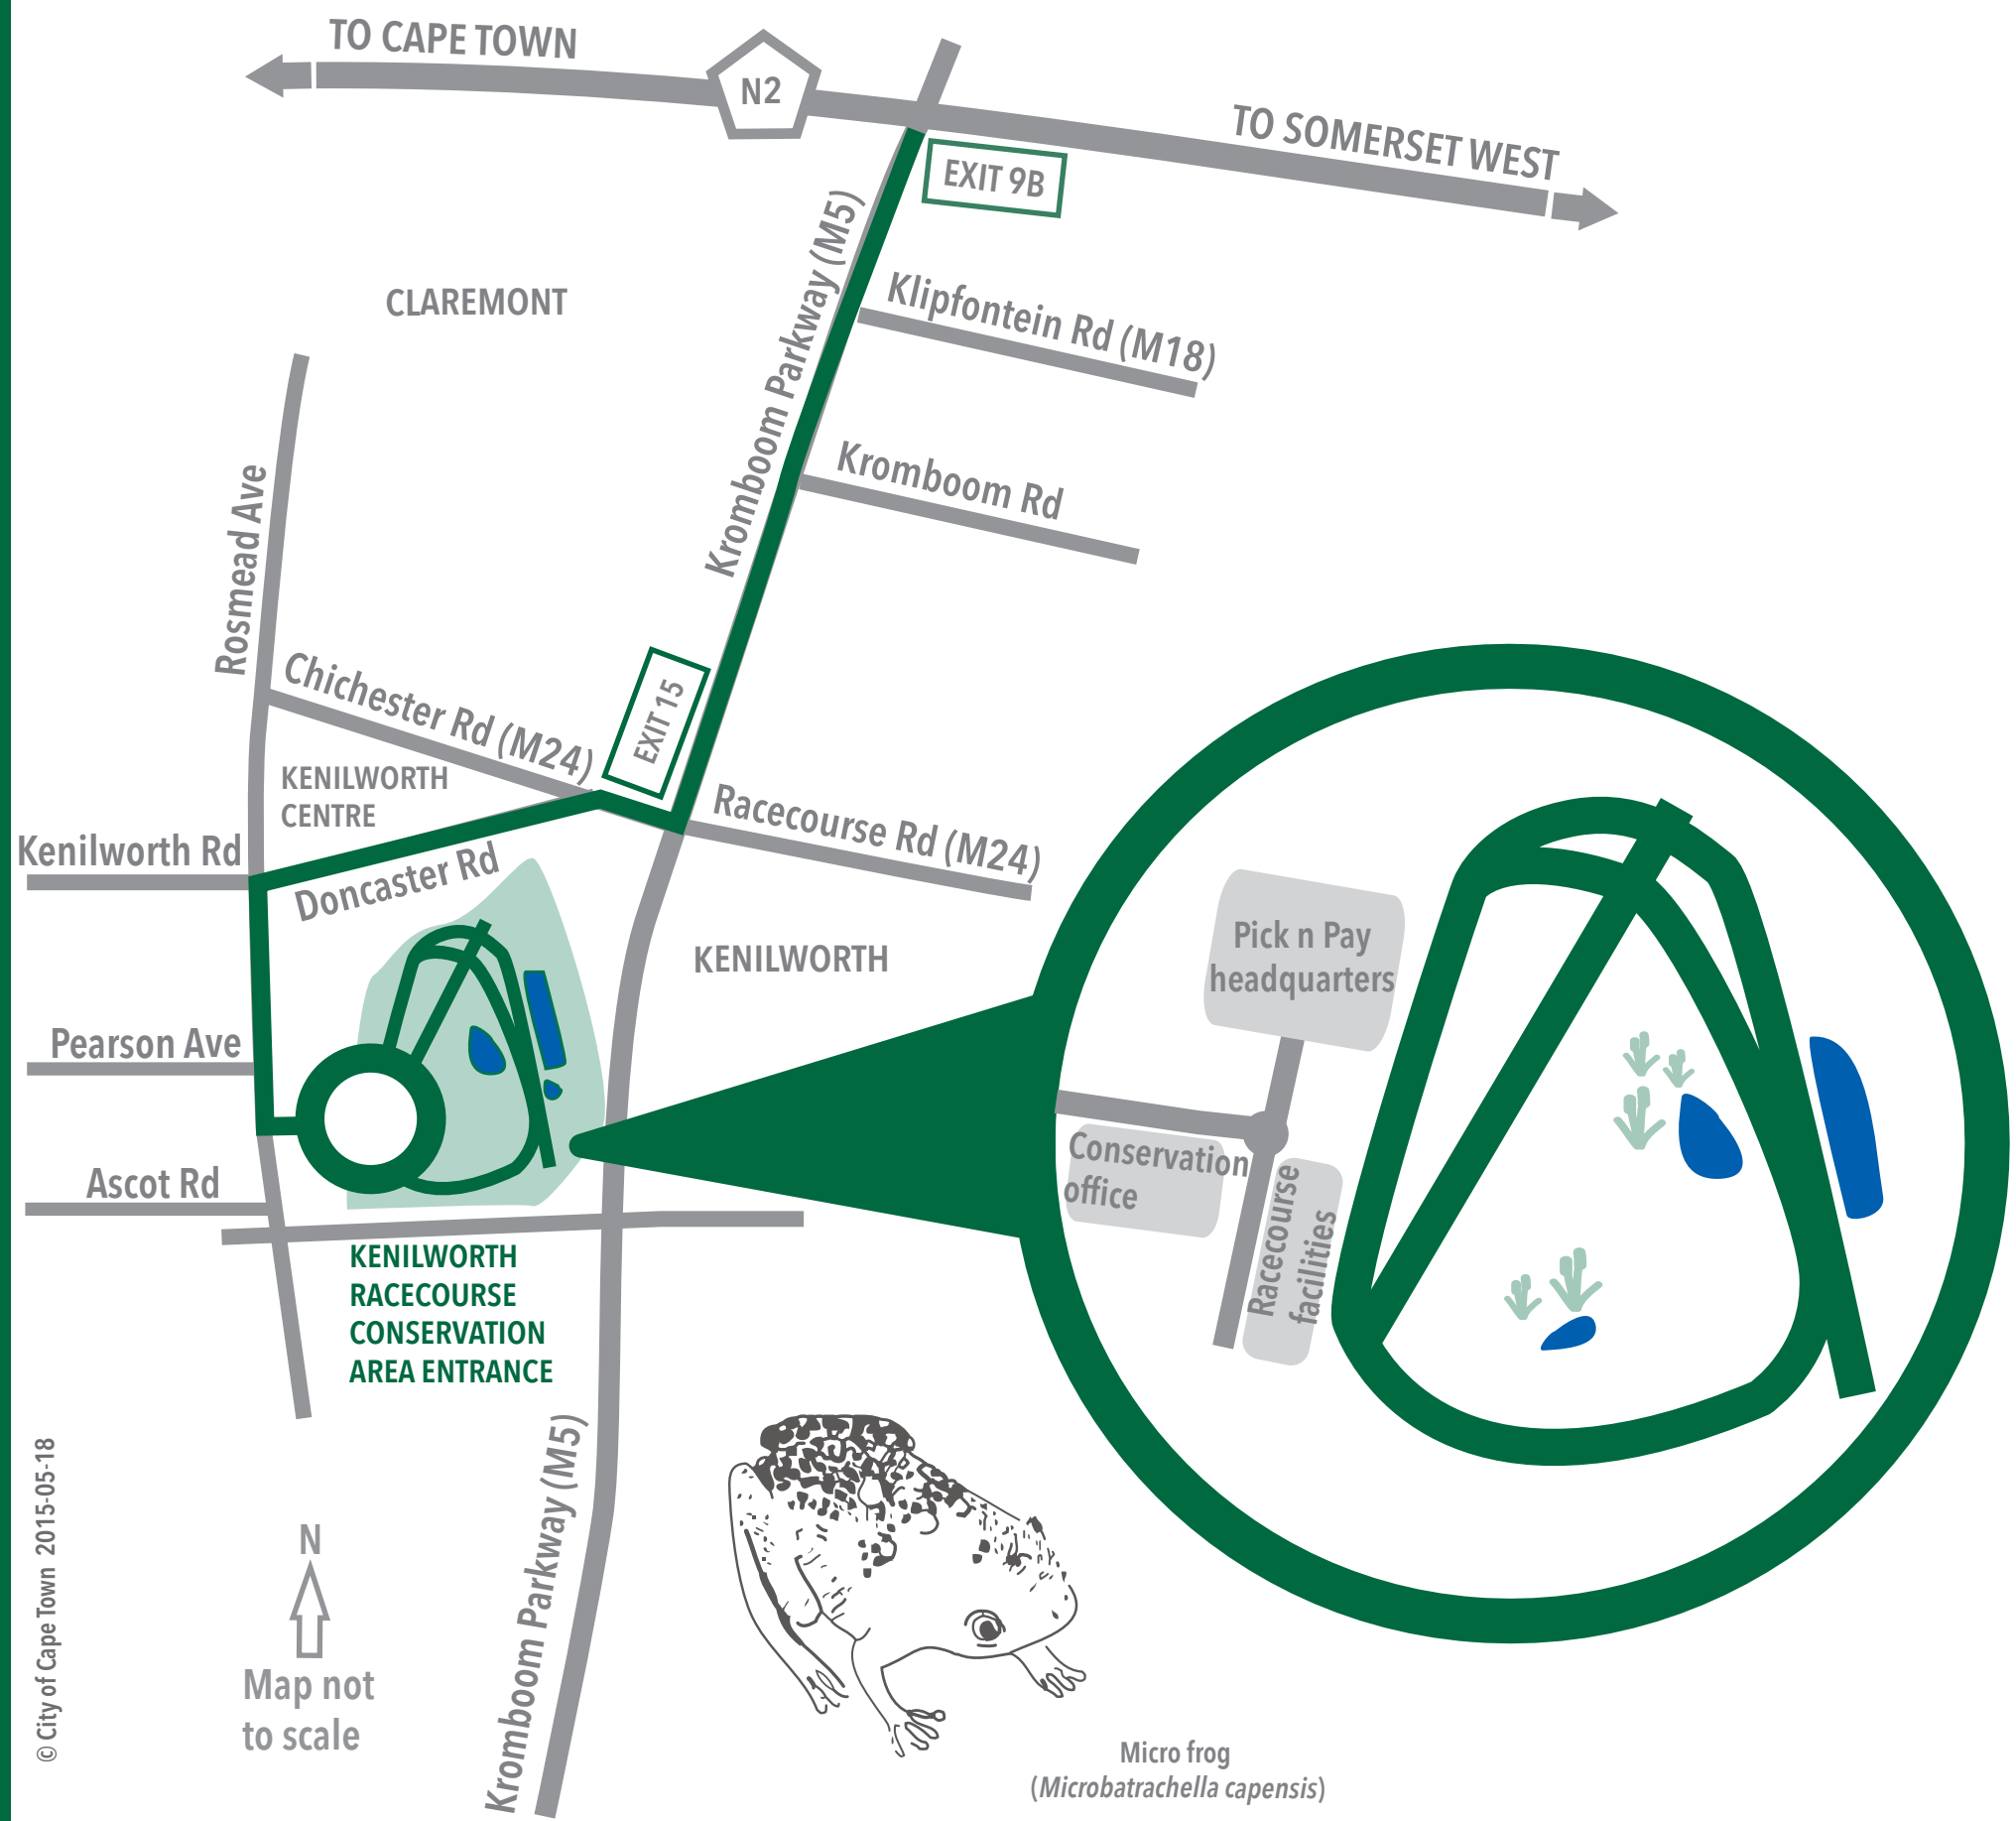 TO CAPE TOWN
N2
TO SOMERSET WEST
EXIT 9B
Kromboom Parkway (M5)
CLAREMONT
Klipfontein Rd (M18)
Kromboom Rd
Rosmead Ave
Chichester Rd (M24)
EXIT 15
KENILWORTH
CENTRE
Racecourse Rd (M24)
Kenilworth Rd
Doncaster Rd
KENILWORTH
Pick n Pay
headquarters
Pearson Ave
Conservation
office
Ascot Rd
Racecourse
facilities
KENILWORTH
RACECOURSE
CONSERVATION
AREA ENTRANCE
Kromboom Parkway (M5)
© City of Cape Town 2015-05-18
N
Map not
to scale
Micro frog
(Microbatrachella capensis)